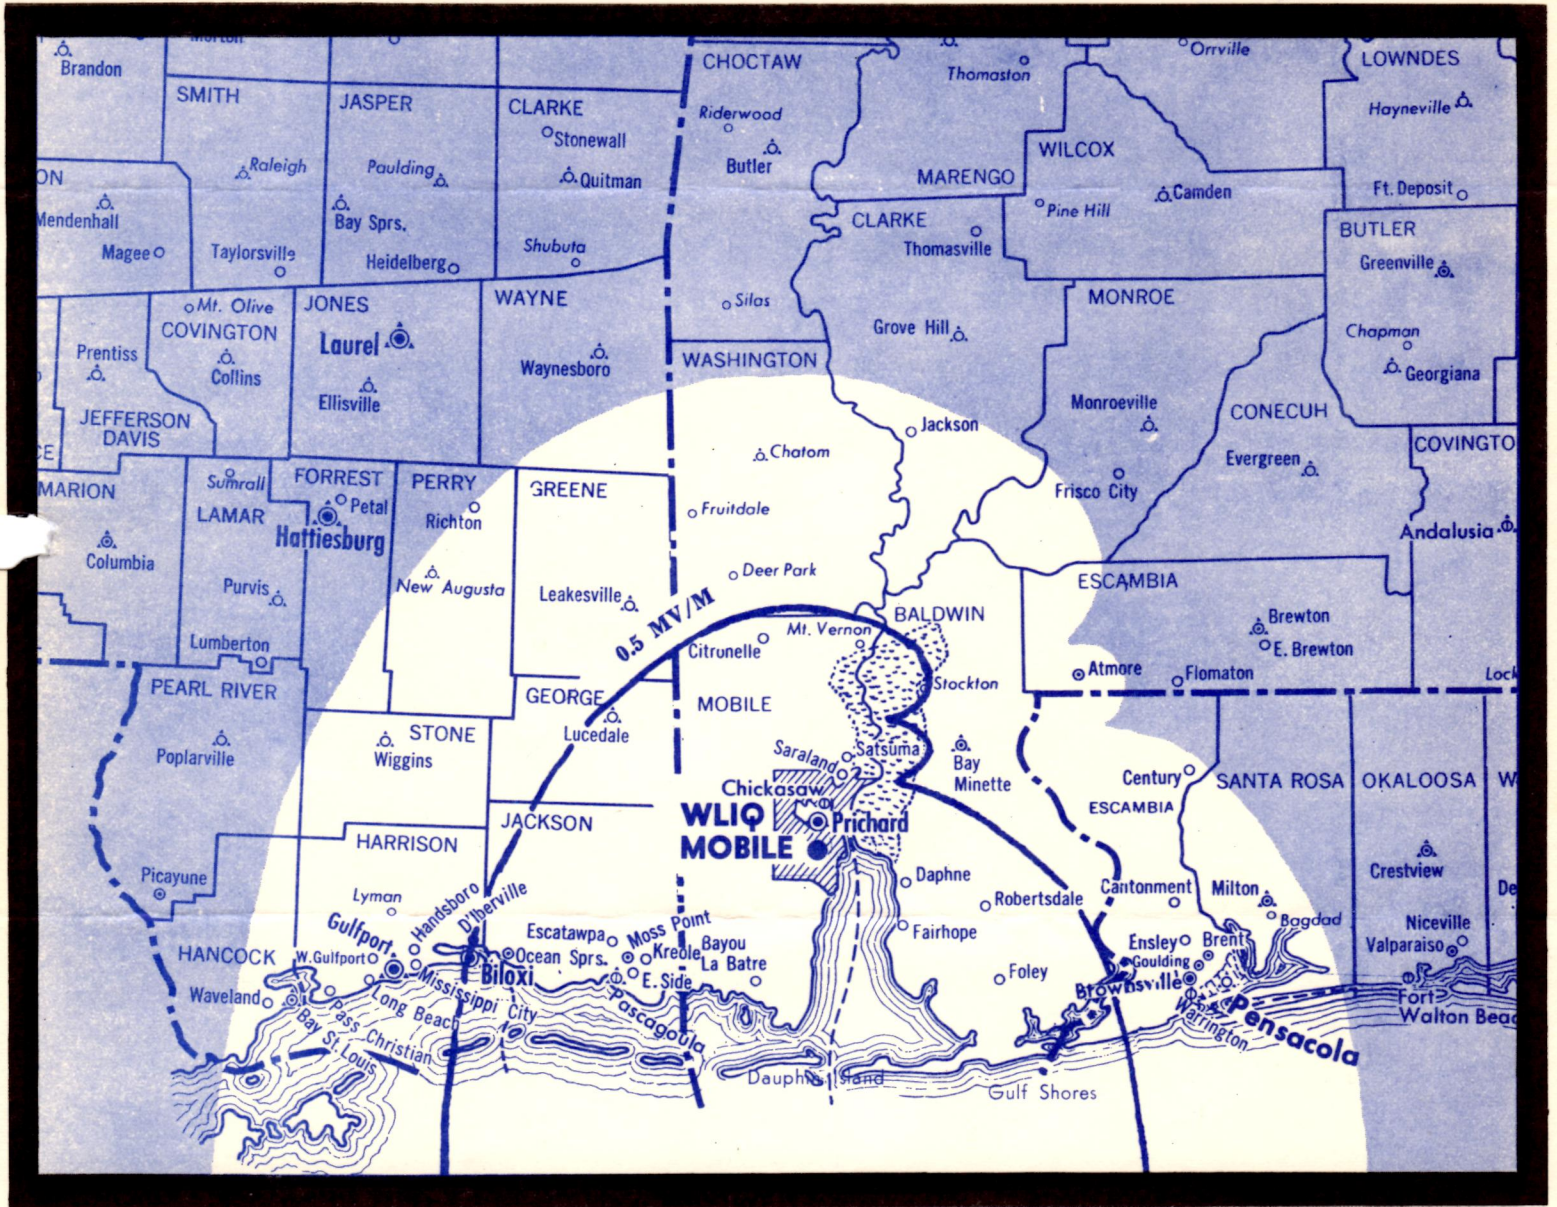 Brandon
Morton
SMITH
JASPER
CLARKE
Stonewall
Quitman
Raleigh
Paulding
Bay Sprs.
Mendenhall
Magee
Taylorsville
Heidelberg
Shubuta
CHOCTAW
Riderwood
Butler
Thomaston
MARENGO
Orrville
LOWNDES
Hayneville
WILCOX
Camden
Pine Hill
Ft. Deposit
BUTLER
Greenville
CLARKE
Thomasville
Silas
Grove Hill
MONROE
Chapman
Georgiana
Mt. Olive
COVINGTON
Collins
Prentiss
JEFFERSON
DAVIS
JONES
Laurel
Ellisville
WAYNE
Waynesboro
WASHINGTON
Monroeville
CONECUH
Evergreen
Frisco City
COVINGTO
Andalusia
Jackson
Chatom
Fruitdale
Deer Park
MARION
Columbia
Sumrall
LAMAR
Purvis
Lumberton
FORREST
Petal
Hattiesburg
PERRY
Richton
New Augusta
GREENE
Leakesville
0.5 MV/M
Citrunelle
Mt. Vernon
BALDWIN
Stockton
ESCAMBIA
Brewton
E. Brewton
Atmore
Flomaton
Lock
PEARL RIVER
Poplarville
Picayune
STONE
Wiggins
GEORGE
Lucedale
MOBILE
Saraland
Satsuma
Chickasaw
WLIQ
MOBILE
Prichard
Bay
Minette
Century
ESCAMBIA
SANTA ROSA
OKALOOSA
W
Crestview
De
Niceville
Valparaiso
Fort
Walton Beac
HARRISON
Lyman
JACKSON
Handsboro
D'Iberville
Gulfport
W.Gulfport
HANCOCK
Waveland
Bay St Louis
Pass Christian
Long Beach
Mississippi City
Biloxi
Ocean Sprs.
Escatawpa
Moss Point
Kreole
E. Side
Pascagoula
Bayou
La Batre
Daphne
Fairhope
Robertsdale
Foley
Dauphin Island
Gulf Shores
Cantonment
Milton
Bagdad
Ensley
Brent
Goulding
Brownsville
Warrington
Pensacola